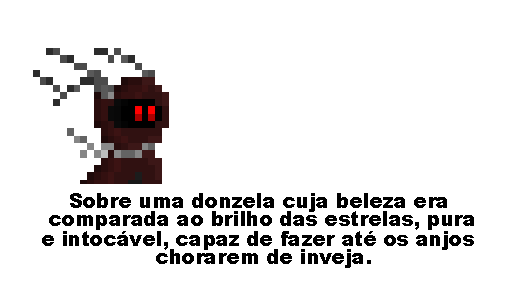 Sobre uma donzela cuja beleza era
comparada ao brilho das estrelas, pura
e intocável, capaz de fazer até os anjos
chorarem de inveja.